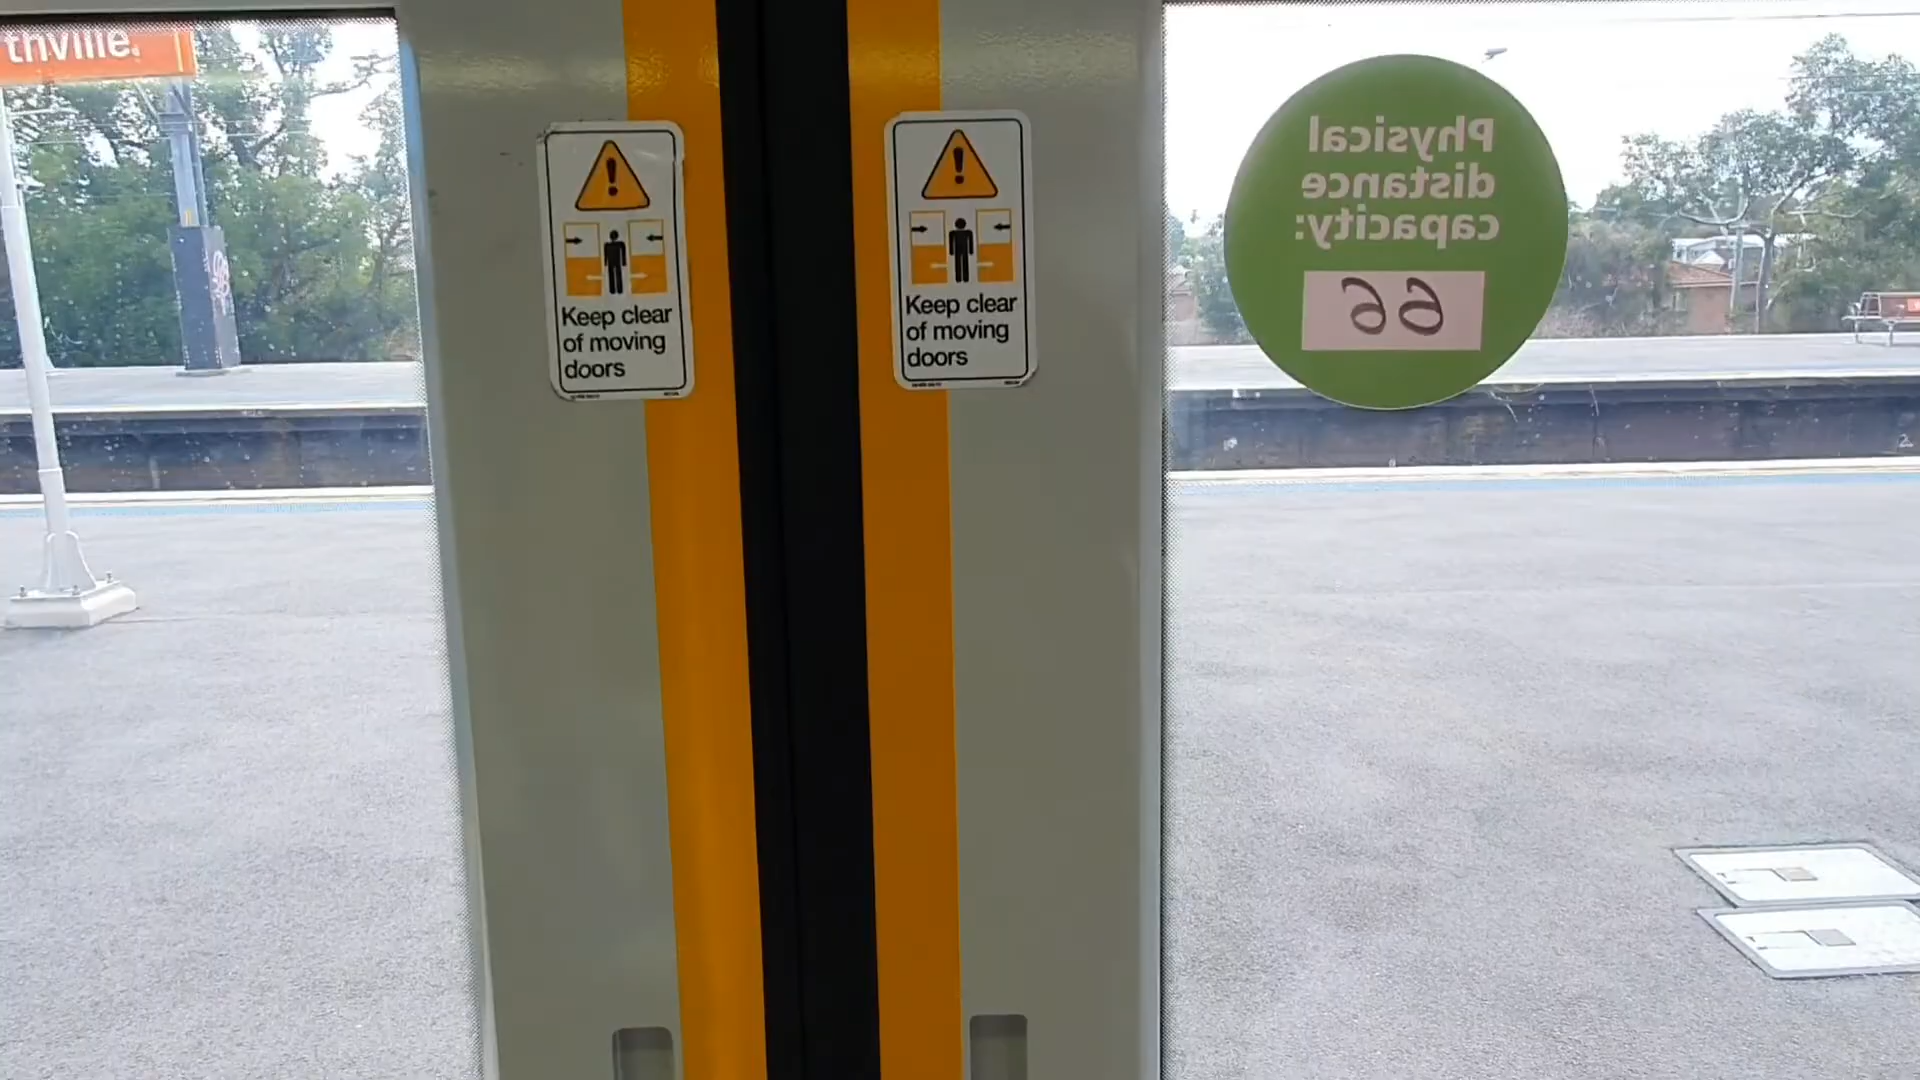 thville.
Keep clear
of moving
doors
Keep clear
of moving
doors
Physical
distance
capacity:
66